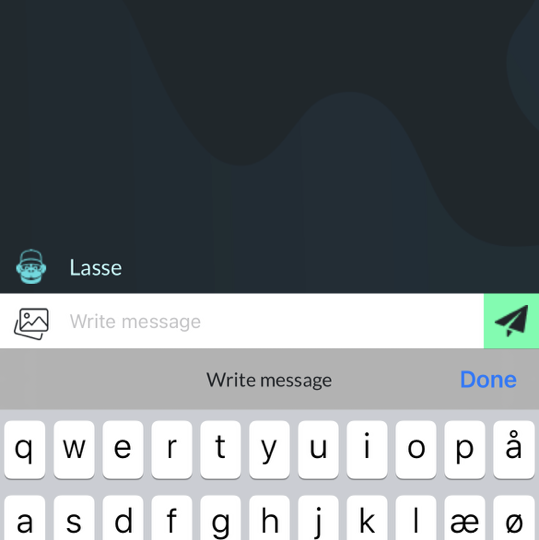 Lasse
Write message
Write message Done
q w e r t y u i o p å
a s d f g h j k l æ ø